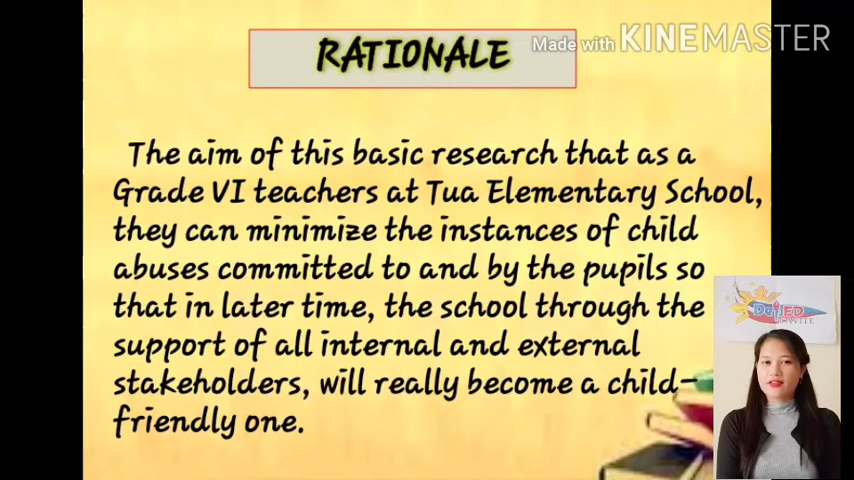 RATIONALE
Made with KINEMASTER
The aim of this basic research that as a
Grade VI teachers at Tua Elementary School,
they can minimize the instances of child
abuses committed to and by the pupils so
that in later time, the school through the
support of all internal and external
stakeholders, will really become a child-
friendly one.
DepED
CAVITE